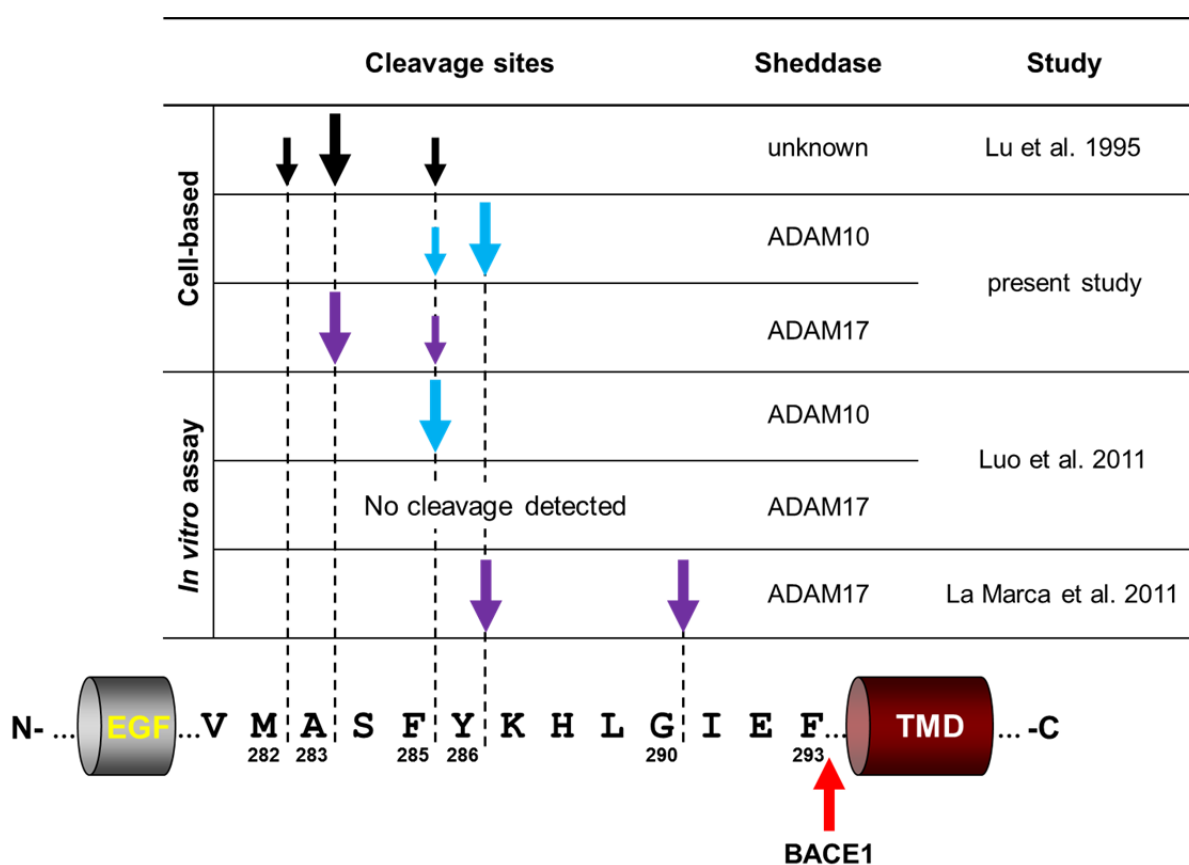 Cleavage sites Sheddase Study
Cell-based
unknown Lu et al. 1995
ADAM10
present study
ADAM17
In vitro assay
ADAM10
Luo et al. 2011
No cleavage detected ADAM17
ADAM17 La Marca et al. 2011
N- ... EGF ...V M A S F Y K H L G I E F... TMD ... -C
282 283 285 286 290 293
BACE1